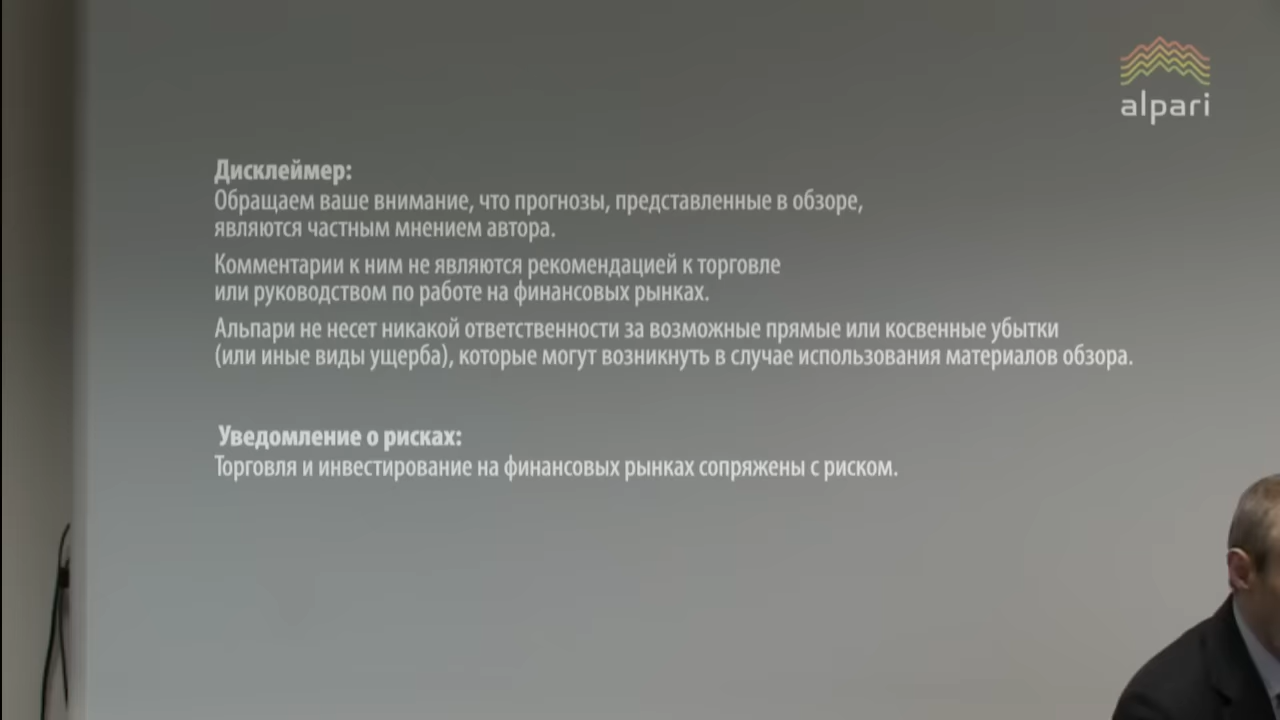 alpari
Дисклеймер:
Обращаем ваше внимание, что прогнозы, представленные в обзоре,
являются частным мнением автора.
Комментарии к ним не являются рекомендацией к торговле
или руководством по работе на финансовых рынках.
Альпари не несет никакой ответственности за возможные прямые или косвенные убытки
(или иные виды ущерба), которые могут возникнуть в случае использования материалов обзора.
Уведомление о рисках:
Торговля и инвестирование на финансовых рынках сопряжены с риском.